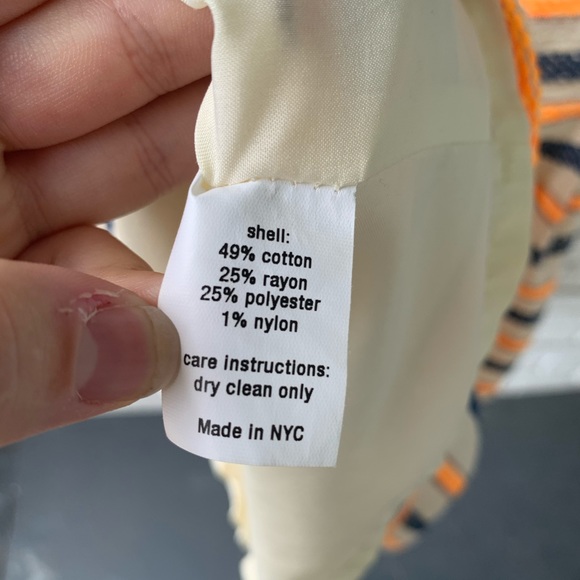 shell:
49% cotton
25% rayon
25% polyester
1% nylon
care instructions:
dry clean only
Made in NYC